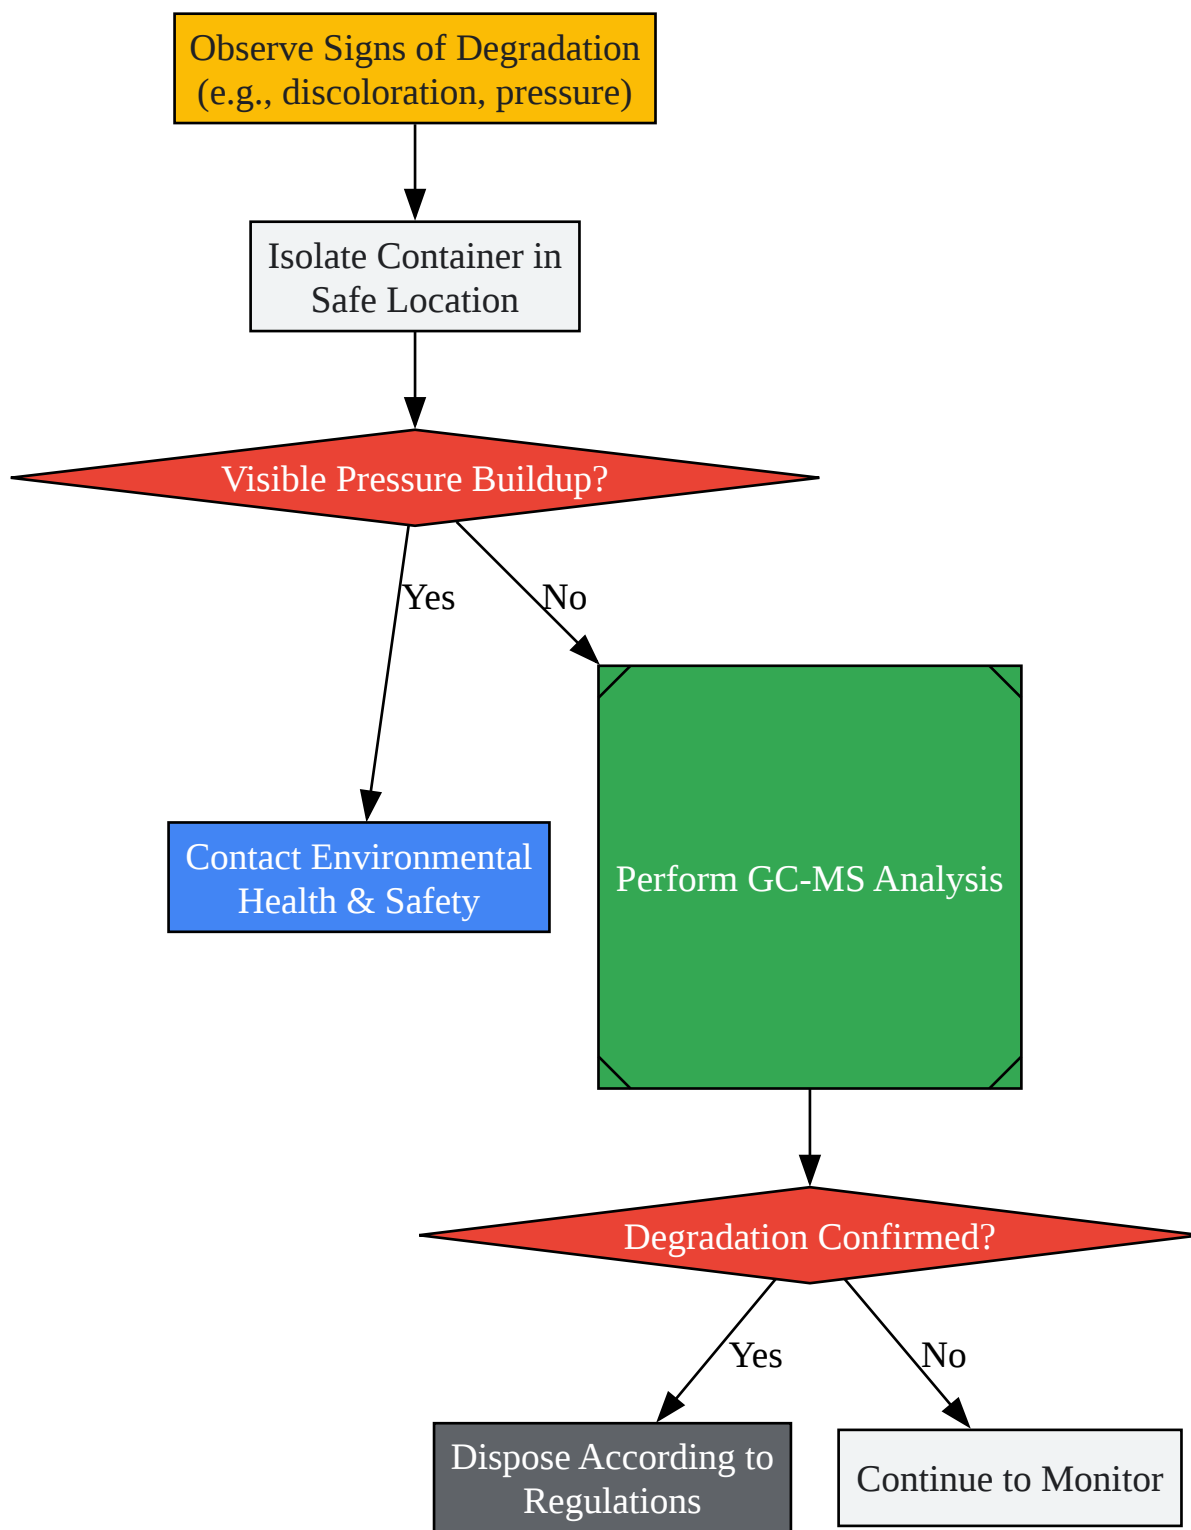 Observe Signs of Degradation
(e.g., discoloration, pressure)
Isolate Container in
Safe Location
Visible Pressure Buildup?
Yes
No
Contact Environmental
Health & Safety
Perform GC-MS Analysis
Degradation Confirmed?
Yes
No
Dispose According to
Regulations
Continue to Monitor